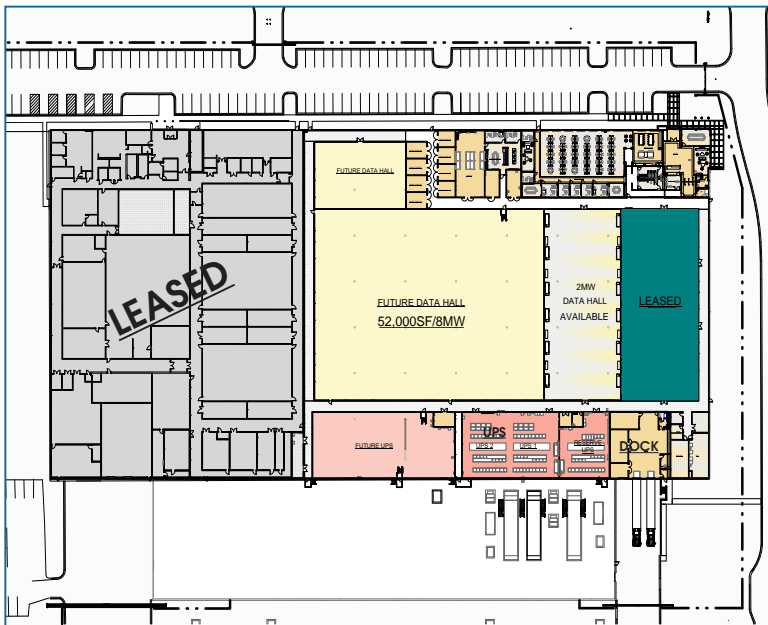 FUTURE DATA HALL
LEASED
FUTURE DATA HALL
52,000SF/8MW
2MW
DATA HALL
AVAILABLE
LEASED
FUTURE UPS
UPS
UPS 2
UPS 1
RESERVE
UPS
DOCK